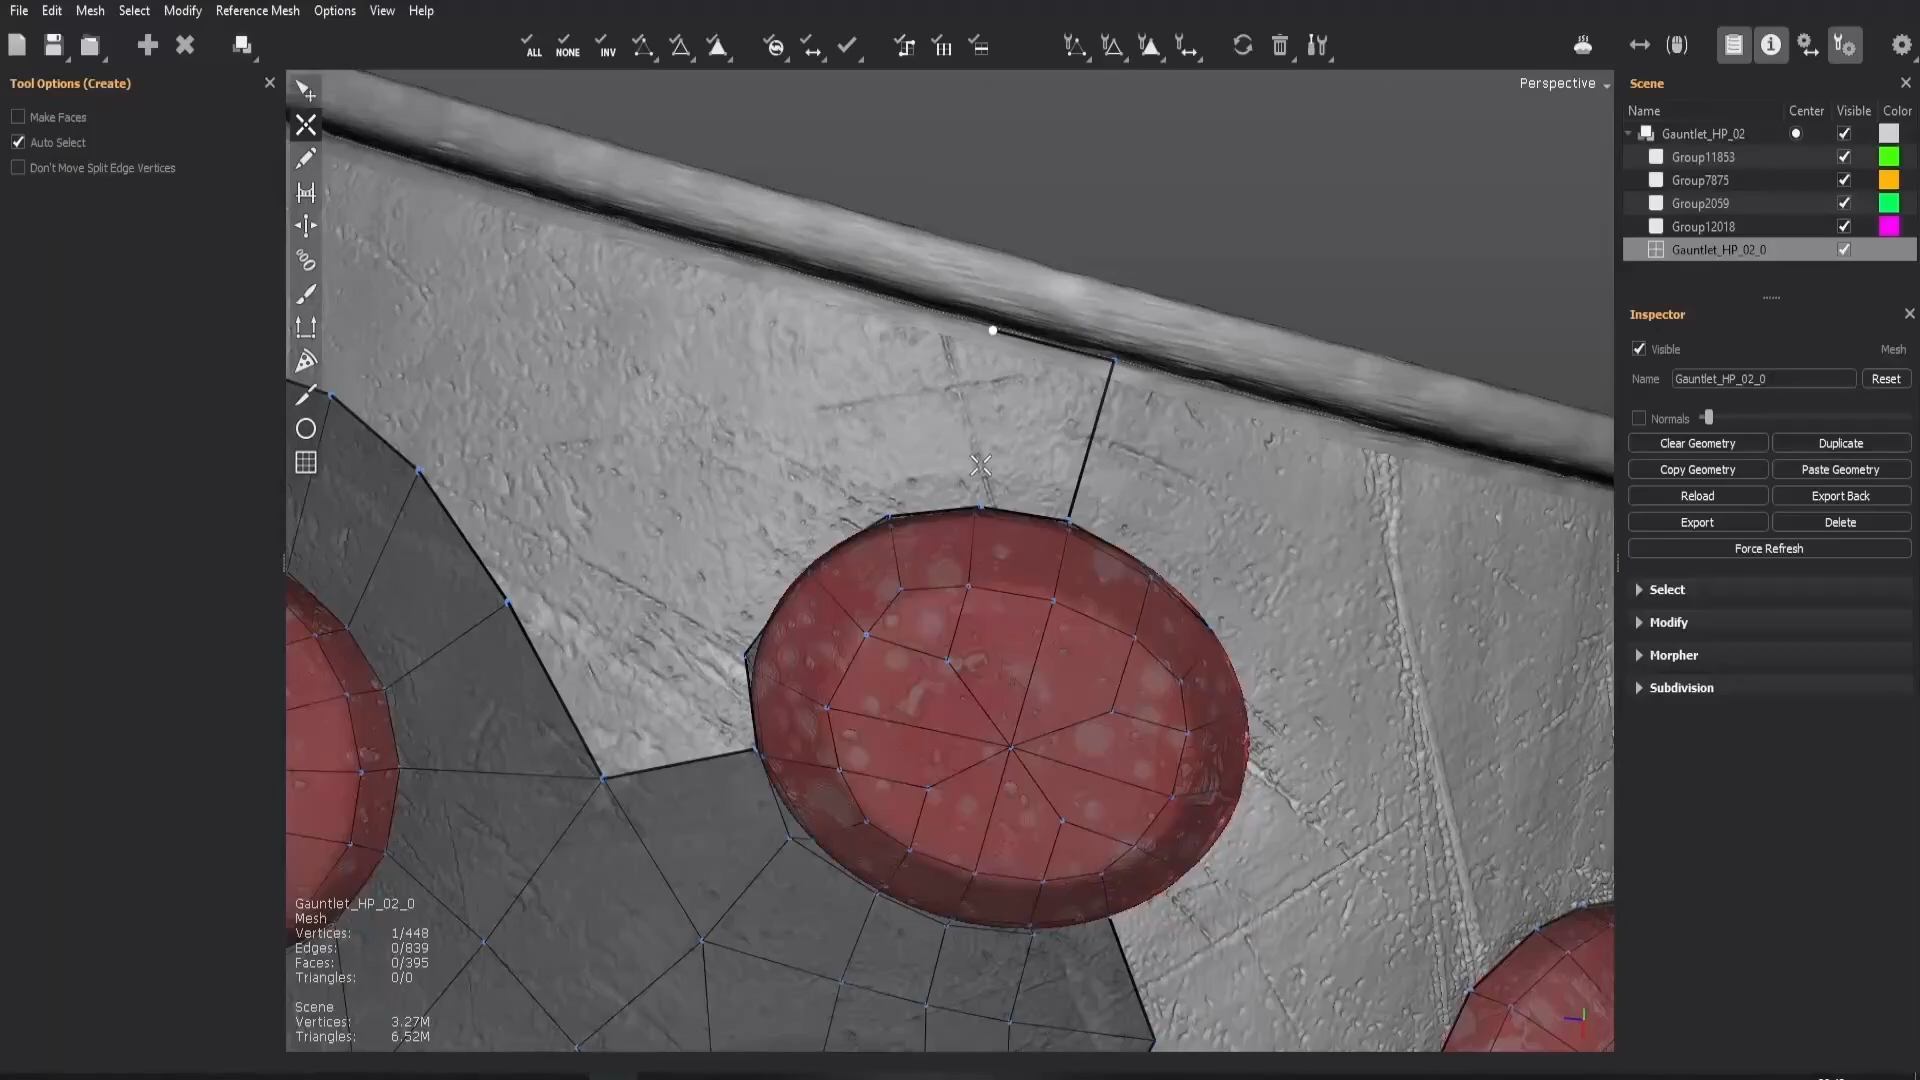 File Edit Mesh Select Modify Reference Mesh Options View Help
ALL NONE INV
Tool Options (Create)
Make Faces
Auto Select
Don't Move Split Edge Vertices
Perspective
Scene
Name Center Visible Color
Gauntlet_HP_02
Group11853
Group7875
Group2059
Group12018
Gauntlet_HP_02_0
Inspector
Visible Mesh
Name Gauntlet_HP_02_0 Reset
Normals
Clear Geometry Duplicate
Copy Geometry Paste Geometry
Reload Export Back
Export Delete
Force Refresh
Select
Modify
Morpher
Subdivision
Gauntlet_HP_02_0
Mesh
Vertices: 1/448
Edges: 0/839
Faces: 0/395
Triangles: 0/0
Scene
Vertices: 3.27M
Triangles: 6.52M